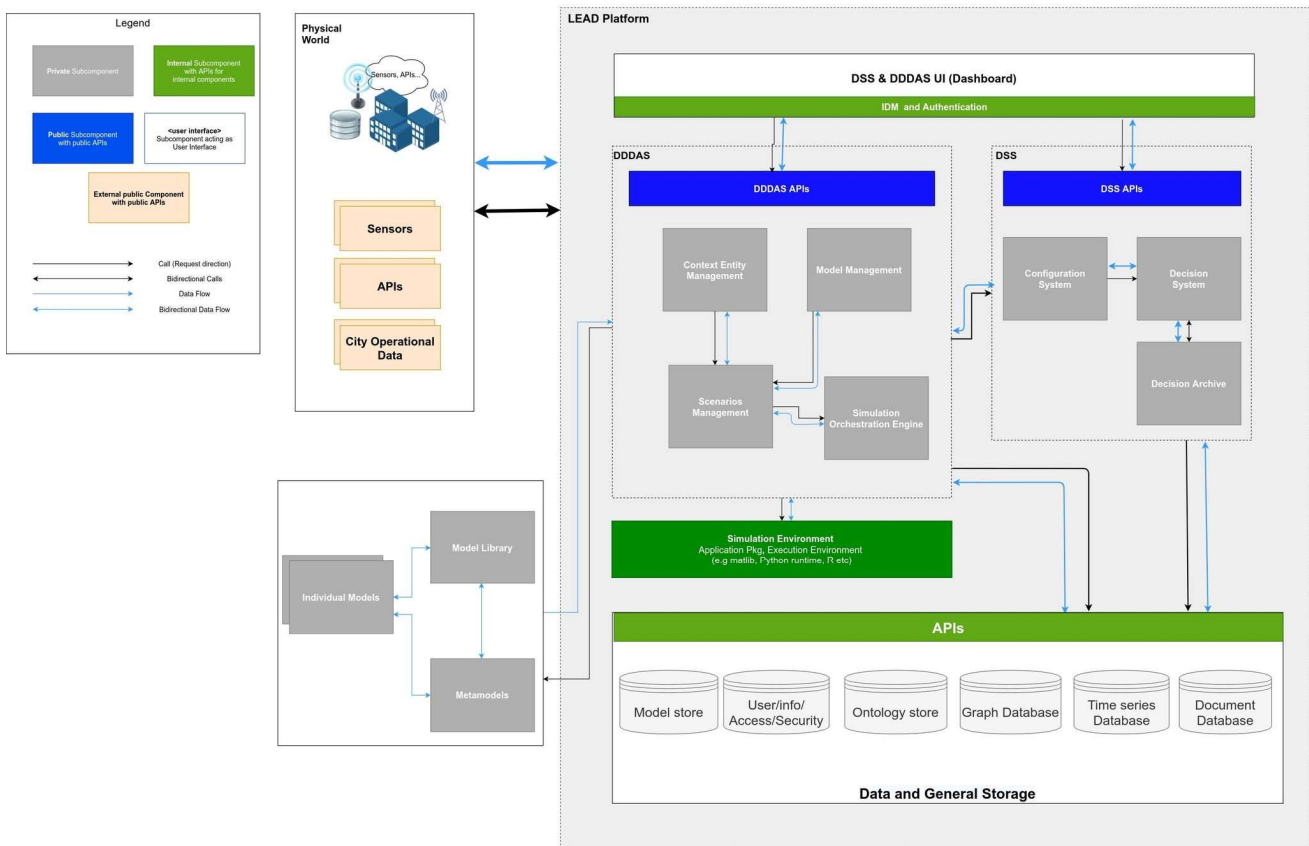 Legend
Private Subcomponent
Internal Subcomponent
with APIs for
internal components
Public Subcomponent
with public APIs
<user interface>
Subcomponent acting as
User Interface
External public Component
with public APIs
Call (Request direction)
Bidirectional Calls
Data Flow
Bidirectional Data Flow
Physical
World
Sensors, APIs...
Sensors
APIs
City Operational
Data
Model Library
Individual Models
Metamodels
LEAD Platform
DSS & DDDAS UI (Dashboard)
IDM and Authentication
DDDAS
DDDAS APIs
Context Entity
Management
Model Management
Scenarios
Management
Simulation
Orchestration Engine
DSS
DSS APIs
Configuration
System
Decision
System
Decision Archive
Simulation Environment
Application Pkg, Execution Environment
(e.g matlib, Python runtime, R etc)
APIs
Model store
User/info/
Access/Security
Ontology store
Graph Database
Time series
Database
Document
Database
Data and General Storage